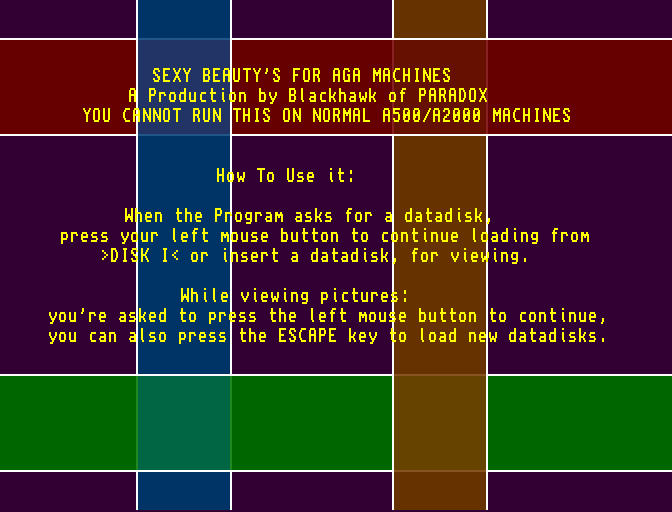 SEXY BEAUTY'S FOR AGA MACHINES
A Production by Blackhawk of PARADOX
YOU CANNOT RUN THIS ON NORMAL A500/A2000 MACHINES
How To Use it:
When the Program asks for a datadisk,
press your left mouse button to continue loading from
>DISK I< or insert a datadisk, for viewing.
While viewing pictures:
you're asked to press the left mouse button to continue,
you can also press the ESCAPE key to load new datadisks.